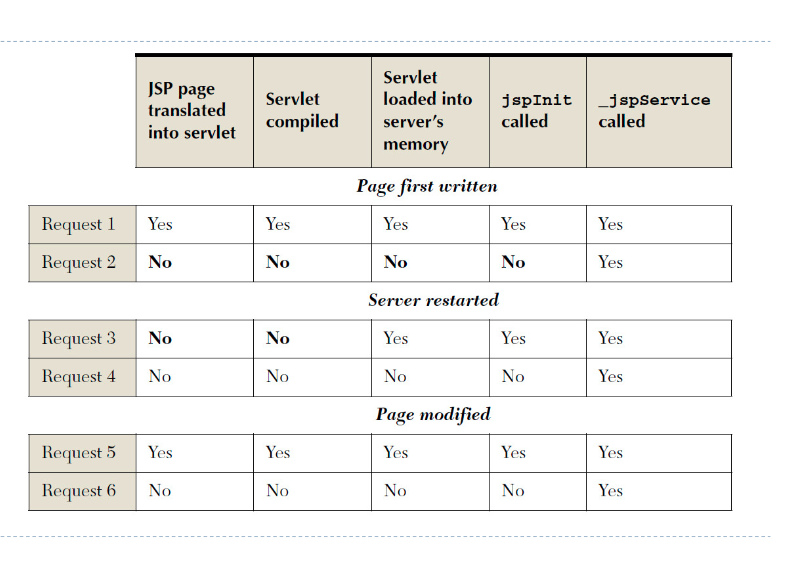 JSP page translated into servlet | Servlet compiled | Servlet loaded into server's memory | jspInit called | _jspService called
Page first written
Request 1 Yes Yes Yes Yes Yes
Request 2 No No No No Yes
Server restarted
Request 3 No No Yes Yes Yes
Request 4 No No No No Yes
Page modified
Request 5 Yes Yes Yes Yes Yes
Request 6 No No No No Yes